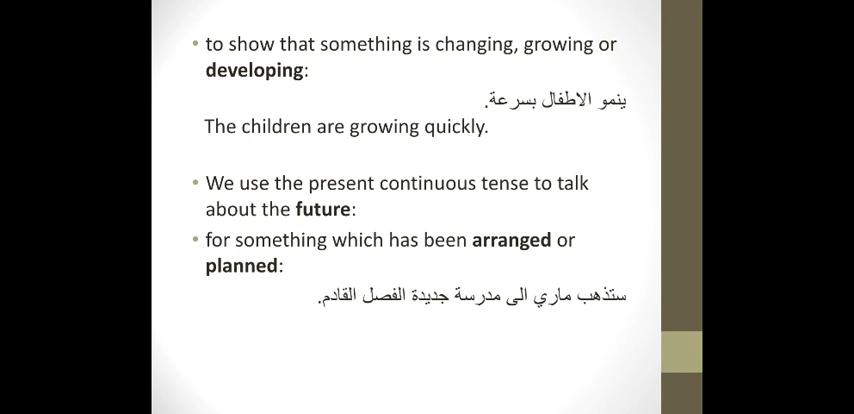 • to show that something is changing, growing or
developing:
ينمو الاطفال بسرعة.
The children are growing quickly.
• We use the present continuous tense to talk
about the future:
• for something which has been arranged or
planned:
ستذهب ماري الى مدرسة جديدة الفصل القادم.